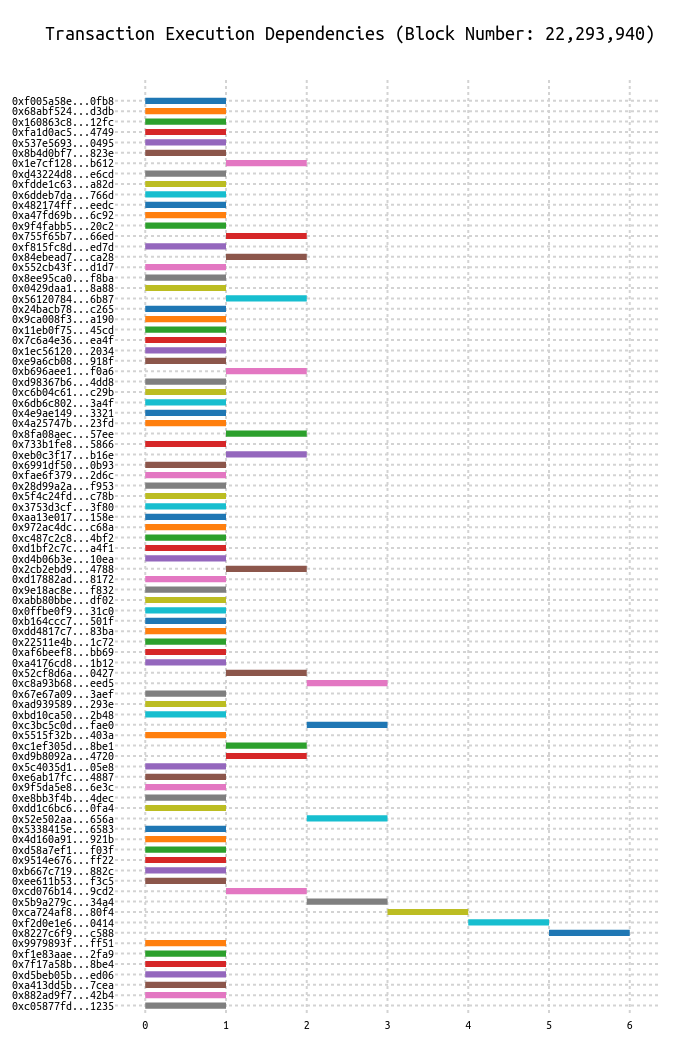 Transaction Execution Dependencies (Block Number: 22,293,940)
0xf005a58e...0fb8
0x68abf524...d3db
0x160863c8...12fc
0xfa1d0ac5...4749
0x537e5693...0495
0x8b4d0bf7...823e
0x1e7cf128...b612
0xd43224d8...e6cd
0xfdde1c63...a82d
0x6ddeb7da...766d
0x482174ff...eedc
0xa47fd69b...6c92
0x9f4fabb5...20c2
0x755f65b7...66ed
0xf815fc8d...ed7d
0x84ebead7...ca28
0x552cb43f...d1d7
0x8ee95ca0...f8ba
0x0429daa1...8a88
0x56120784...6b87
0x24bacb78...c265
0x9ca008f3...a190
0x11eb0f75...45cd
0x7c6a4e36...ea4f
0x1ec56120...2034
0xe9a6cb08...918f
0xb696aee1...f0a6
0xd98367b6...4dd8
0xc6b04c61...c29b
0x6db6c802...3a4f
0x4e9ae149...3321
0x4a25747b...23fd
0x8fa08aec...57ee
0x733b1fe8...5866
0xeb0c3f17...b16e
0x6991df50...0b93
0xfae6f379...2d6c
0x28d99a2a...f953
0x5f4c24fd...c78b
0x3753d3cf...3f80
0xaa13e017...158e
0x972ac4dc...c68a
0xc487c2c8...4bf2
0xd1bf2c7c...a4f1
0xd4b06b3e...10ea
0x2cb2ebd9...4788
0xd17882ad...8172
0x9e18ac8e...f832
0xabb80bbe...df02
0x0ffbe0f9...31c0
0xb164ccc7...501f
0xdd4817c7...83ba
0x22511e4b...1c72
0xaf6beef8...bb69
0xa4176cd8...1b12
0x52cf8d6a...0427
0xc8a93b68...eed5
0x67e67a09...3aef
0xad939589...293e
0xbd10ca50...2b48
0xc3bc5c0d...fae0
0x5515f32b...403a
0xc1ef305d...8be1
0xd9b8092a...4720
0x5c4035d1...05e8
0xe6ab17fc...4887
0x9f5da5e8...6e3c
0xe8bb3f4b...4dec
0xdd1c6bc6...0fa4
0x52e502aa...656a
0x5338415e...6583
0x4d160a91...921b
0xd58a7ef1...f03f
0x9514e676...ff22
0xb667c719...882c
0xee611b53...f3c5
0xcd076b14...9cd2
0x5b9a279c...34a4
0xca724af8...80f4
0xf2d0e1e6...0414
0x8227c6f9...c588
0x9979893f...ff51
0xf1e83aae...2fa9
0x7f17a58b...8be4
0xd5beb05b...ed06
0xa413dd5b...7cea
0x882ad9f7...42b4
0xc05877fd...1235
0 1 2 3 4 5 6